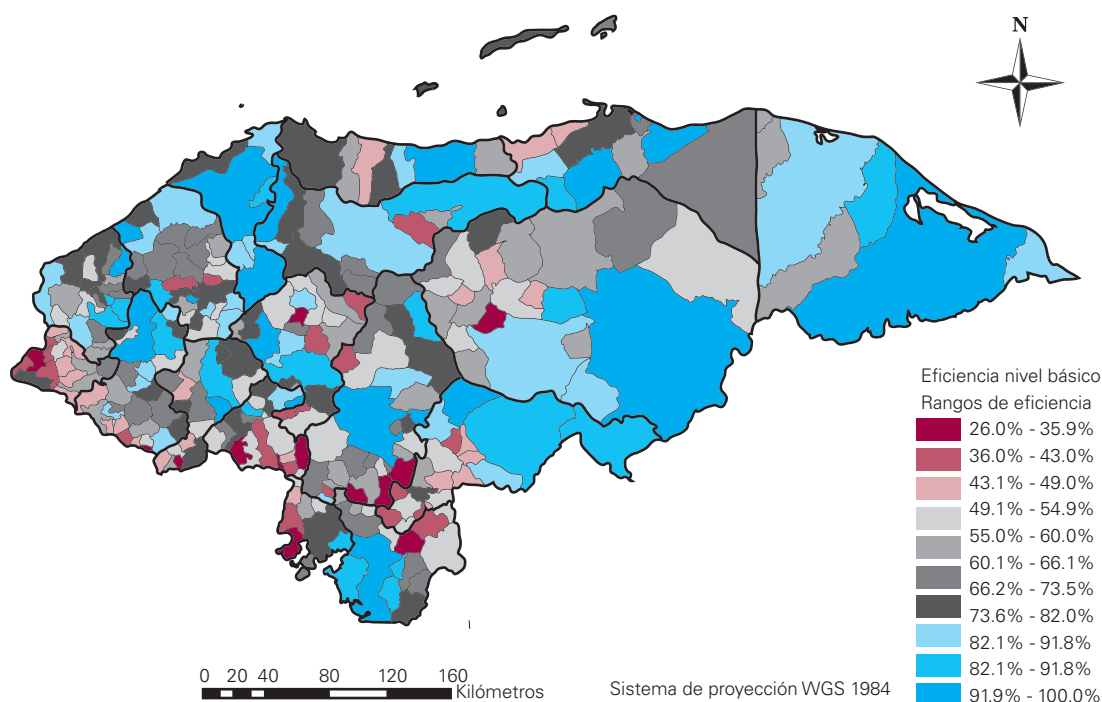 N
Eficiencia nivel básico
Rangos de eficiencia
26.0% - 35.9%
36.0% - 43.0%
43.1% - 49.0%
49.1% - 54.9%
55.0% - 60.0%
60.1% - 66.1%
66.2% - 73.5%
73.6% - 82.0%
82.1% - 91.8%
82.1% - 91.8%
91.9% - 100.0%
0 20 40 80 120 160
Kilómetros
Sistema de proyección WGS 1984